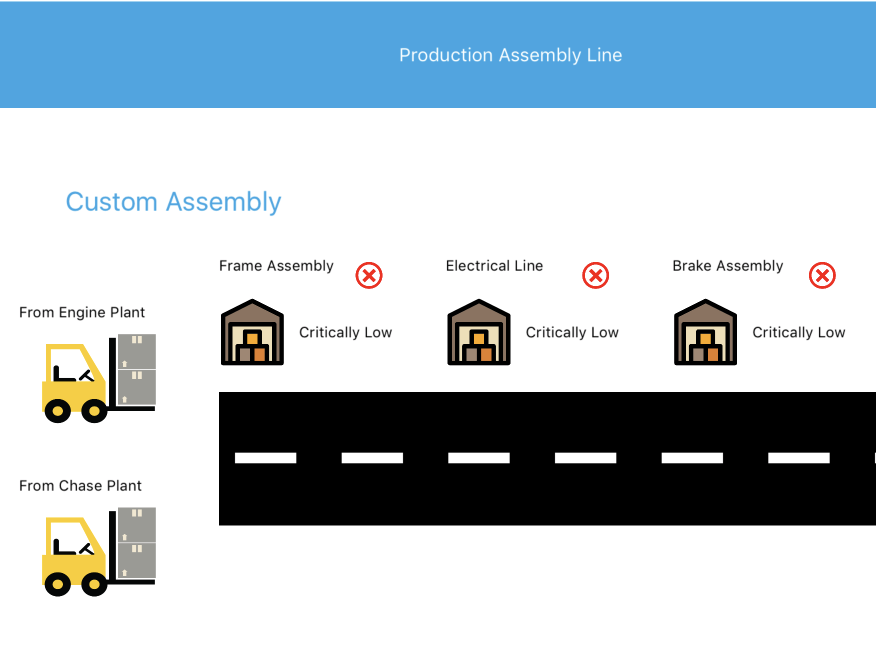 Production Assembly Line
Custom Assembly
Frame Assembly
Electrical Line
Brake Assembly
From Engine Plant
Critically Low
Critically Low
Critically Low
From Chase Plant